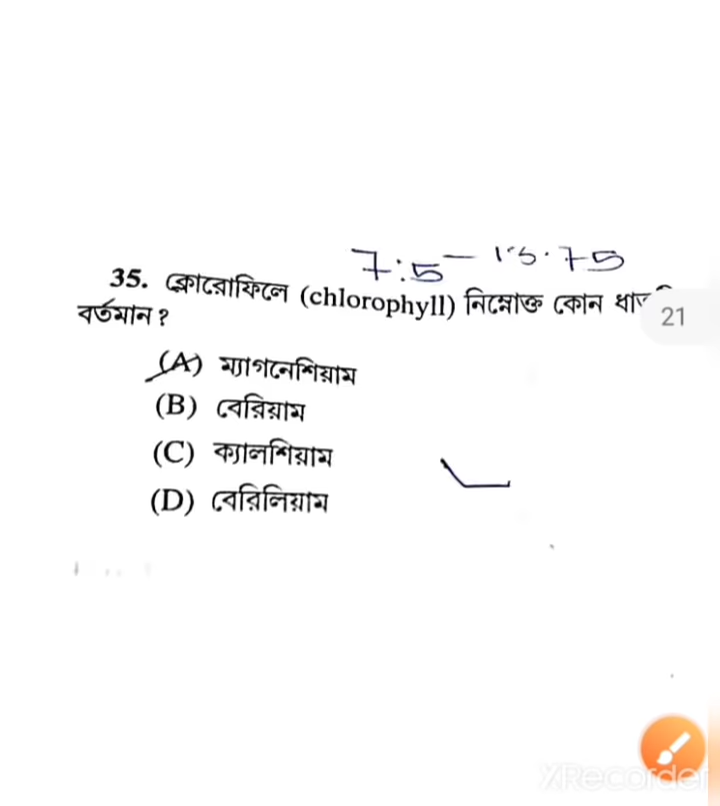 7:5 - 1.5.75
35. ক্লোরোফিলে (chlorophyll) নিম্নোক্ত কোন
বর্তমান ?
21
(A) ম্যাগনেশিয়াম
(B) বেরিয়াম
(C) ক্যালশিয়াম
(D) বেরিলিয়াম
XRecorder